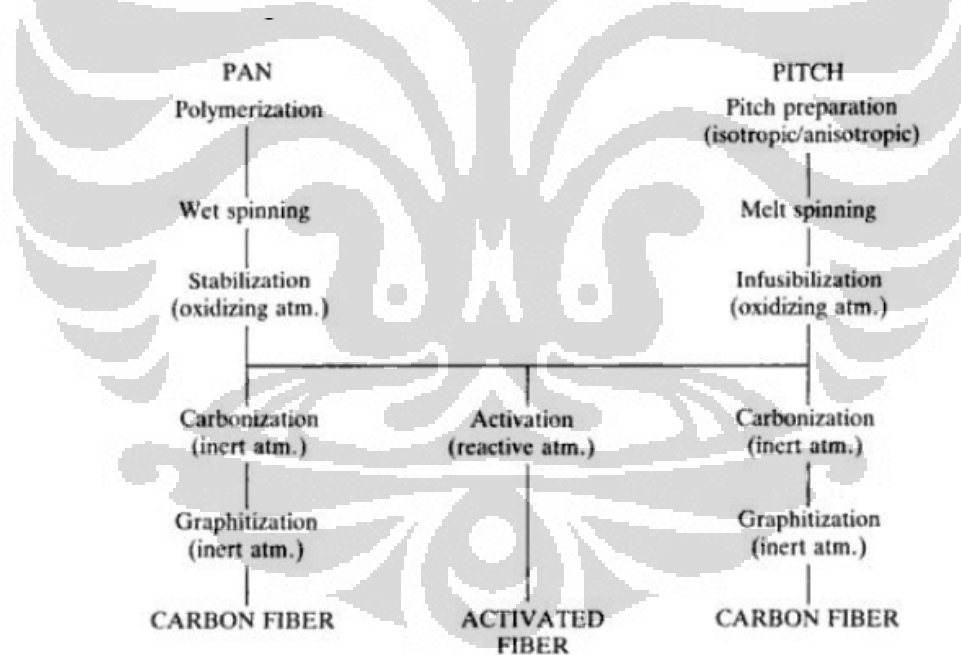 PAN
Polymerization
Wet spinning
Stabilization
(oxidizing atm.)
Carbonization
(inert atm.)
Graphitization
(inert atm.)
CARBON FIBER
Activation
(reactive atm.)
ACTIVATED
FIBER
PITCH
Pitch preparation
(isotropic/anisotropic)
Melt spinning
Infusibilization
(oxidizing atm.)
Carbonization
(inert atm.)
Graphitization
(inert atm.)
CARBON FIBER